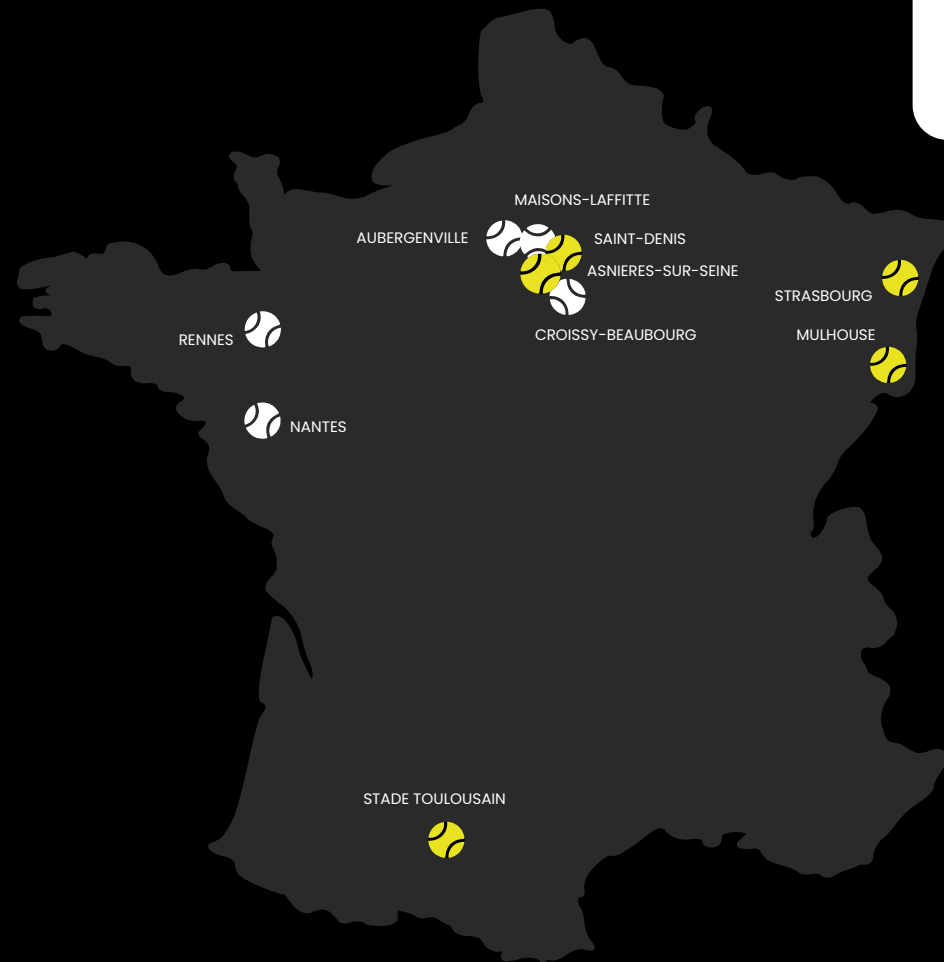 MAISONS-LAFFITTE
AUBERGENVILLE
SAINT-DENIS
ASNIERES-SUR-SEINE
STRASBOURG
CROISSY-BEAUBOURG
MULHOUSE
RENNES
NANTES
STADE TOULOUSAIN